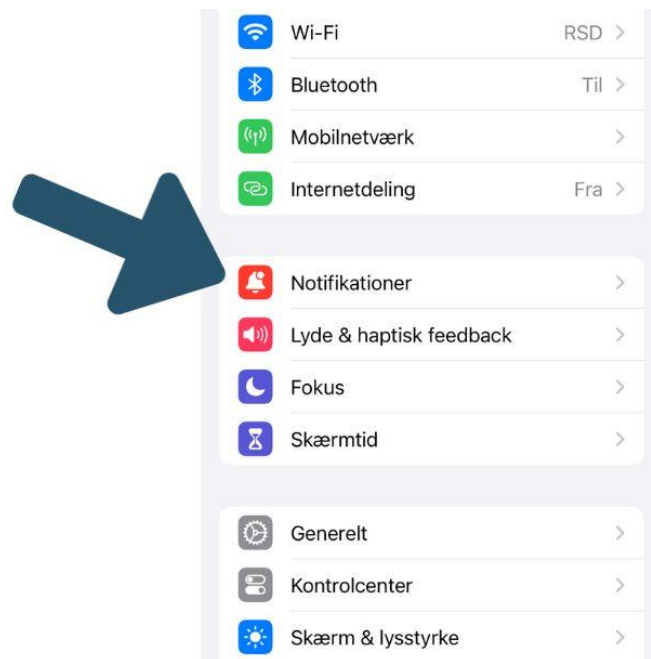 Wi-Fi RSD
Bluetooth Til
Mobilnetværk
Internetdeling Fra
Notifikationer
Lyde & haptisk feedback
Fokus
Skærmtid
Generelt
Kontrolcenter
Skærm & lysstyrke